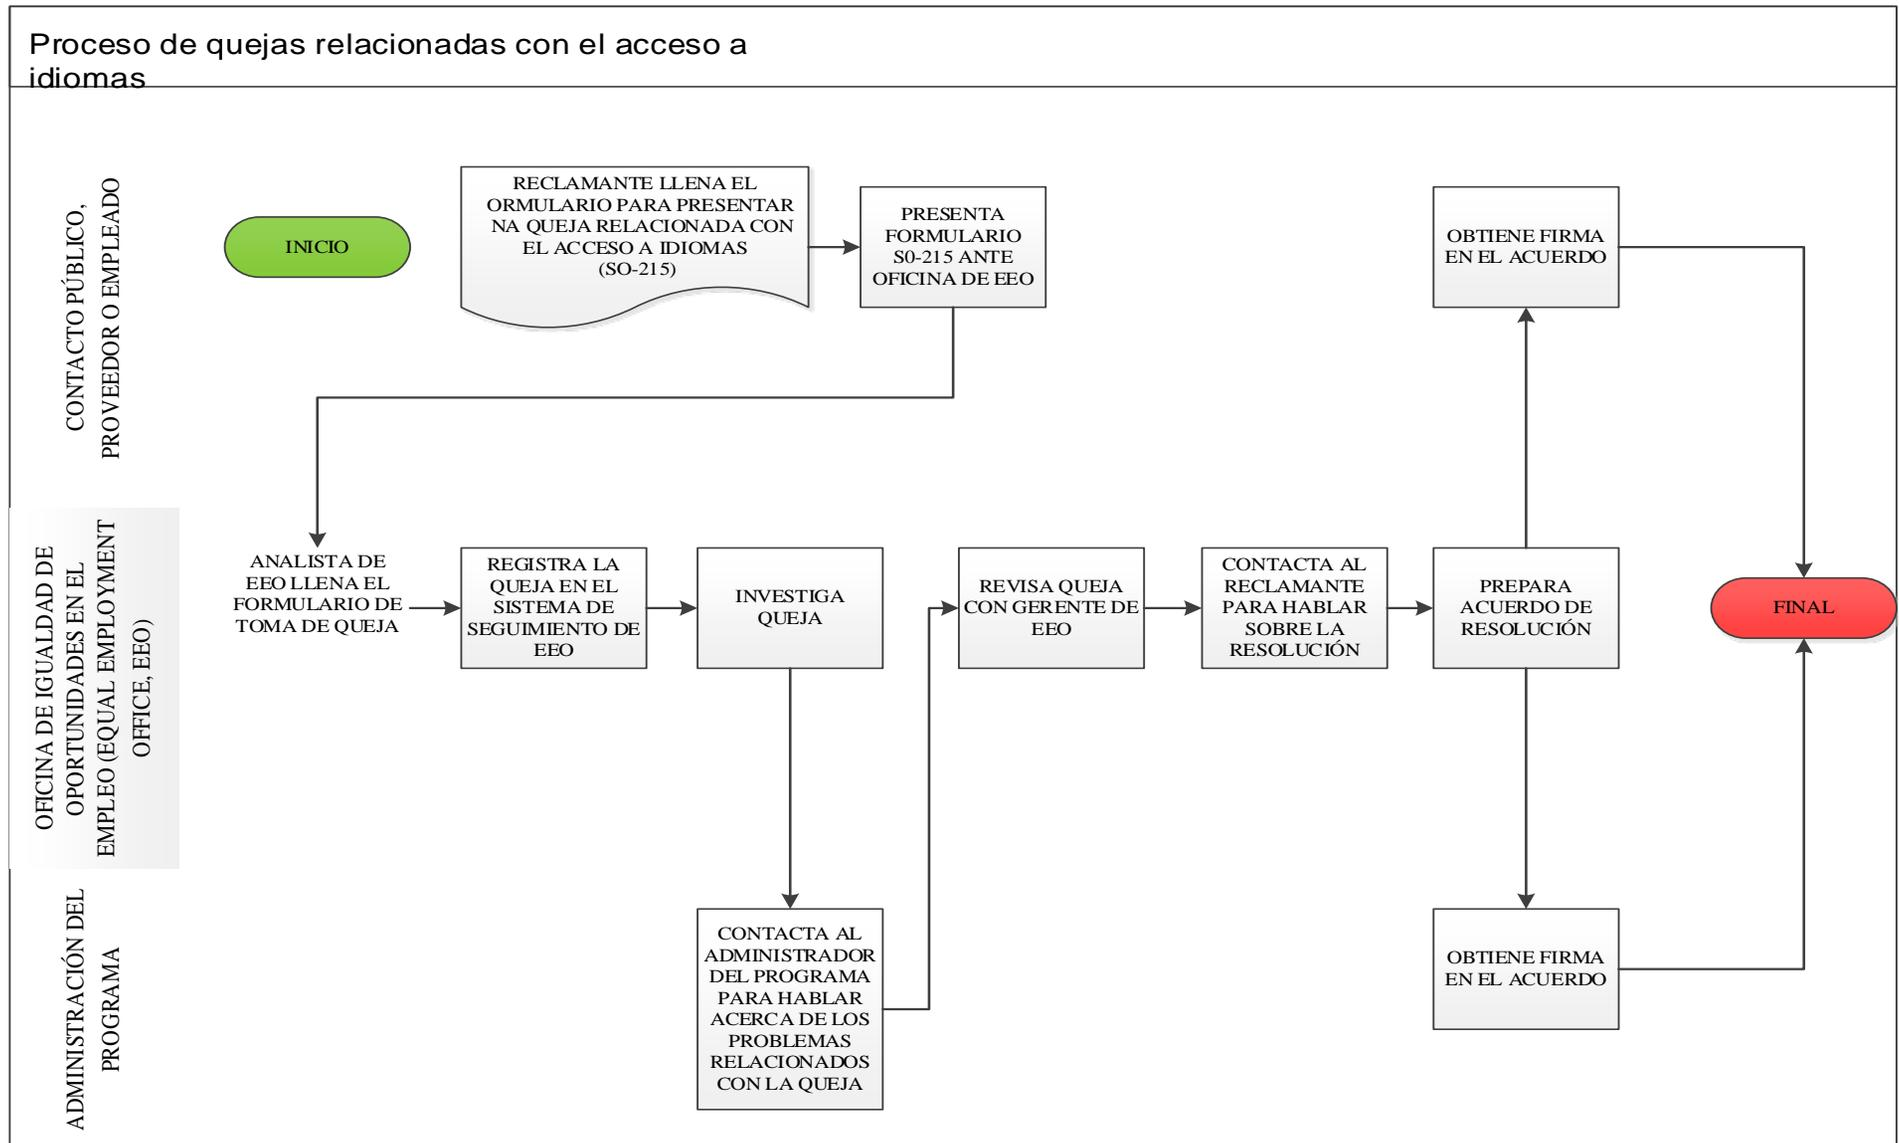 Proceso de quejas relacionadas con el acceso a
idiomas
CONTACTO PÚBLICO,
PROVEEDOR O EMPLEADO
INICIO
RECLAMANTE LLENA EL
ORMULARIO PARA PRESENTAR
NA QUEJA RELACIONADA CON
EL ACCESO A IDIOMAS
(SO-215)
PRESENTA
FORMULARIO
S0-215 ANTE
OFICINA DE EEO
OBTIENE FIRMA
EN EL ACUERDO
OFICINA DE IGUALDAD DE
OPORTUNIDADES EN EL
EMPLEO (EQUAL EMPLOYMENT
OFFICE, EEO)
ANALISTA DE
EEO LLENA EL
FORMULARIO DE
TOMA DE QUEJA
REGISTRA LA
QUEJA EN EL
SISTEMA DE
SEGUIMIENTO DE
EEO
INVESTIGA
QUEJA
REVISA QUEJA
CON GERENTE DE
EEO
CONTACTA AL
RECLAMANTE
PARA HABLAR
SOBRE LA
RESOLUCIÓN
PREPARA
ACUERDO DE
RESOLUCIÓN
FINAL
ADMINISTRACIÓN DEL
PROGRAMA
CONTACTA AL
ADMINISTRADOR
DEL PROGRAMA
PARA HABLAR
ACERCA DE LOS
PROBLEMAS
RELACIONADOS
CON LA QUEJA
OBTIENE FIRMA
EN EL ACUERDO